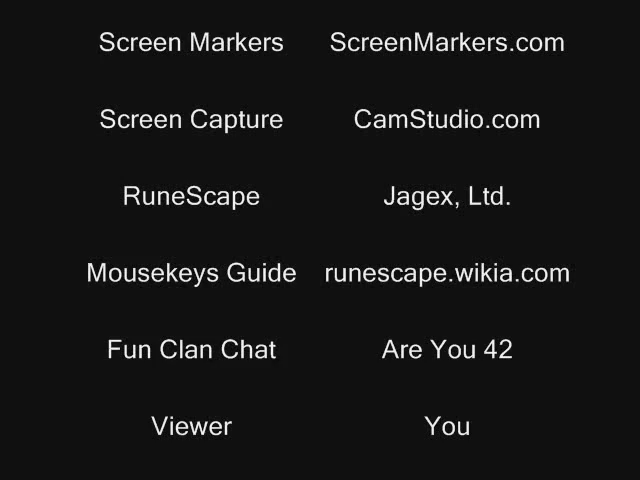 Screen Markers ScreenMarkers.com
Screen Capture CamStudio.com
RuneScape Jagex, Ltd.
Mousekeys Guide runescape.wikia.com
Fun Clan Chat Are You 42
Viewer You